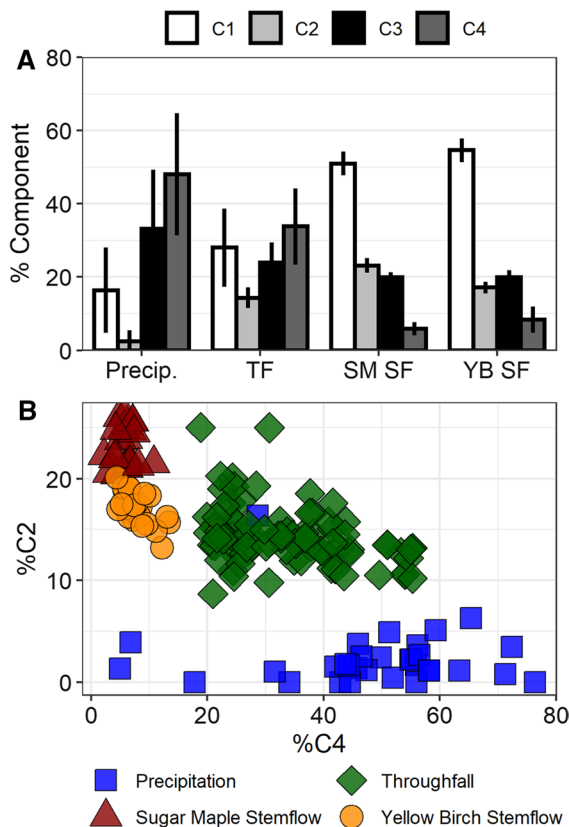 C1 C2 C3 C4
A
80
60
40
20
0
% Component
Precip. TF SM SF YB SF
B
20
10
0
%C2
0 20 40 60 80
%C4
Precipitation Throughfall
Sugar Maple Stemflow Yellow Birch Stemflow